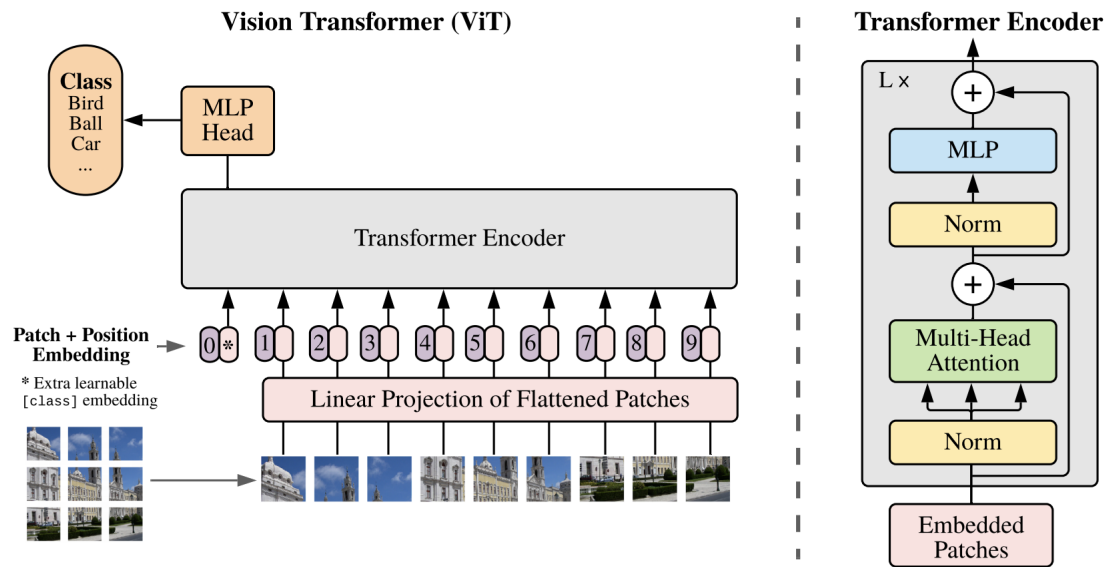 Vision Transformer (ViT)
Class
Bird
Ball
Car
...
MLP
Head
Transformer Encoder
Patch + Position
Embedding
0 * 1 2 3 4 5 6 7 8 9
* Extra learnable
[class] embedding
Linear Projection of Flattened Patches
Transformer Encoder
L ×
+
MLP
Norm
+
Multi-Head
Attention
Norm
Embedded
Patches